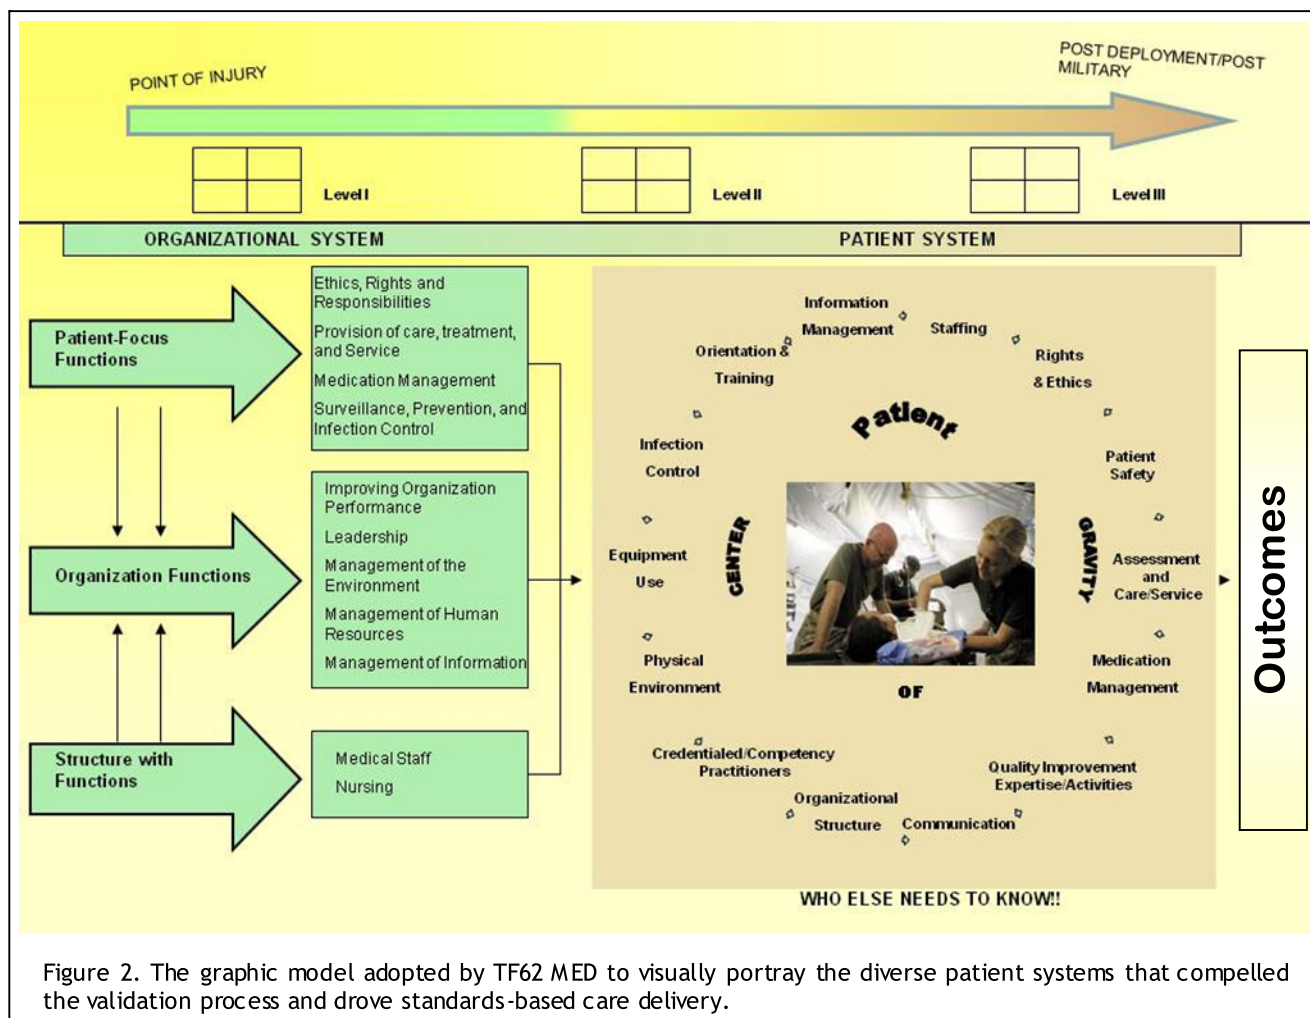 POINT OF INJURY
POST DEPLOYMENT/POST
MILITARY
Level I
Level II
Level III
ORGANIZATIONAL SYSTEM
PATIENT SYSTEM
Patient-Focus
Functions
Ethics, Rights and
Responsibilities
Provision of care, treatment,
and Service
Medication Management
Surveillance, Prevention, and
Infection Control
Organization Functions
Improving Organization
Performance
Leadership
Management of the
Environment
Management of Human
Resources
Management of Information
Structure with
Functions
Medical Staff
Nursing
Information
Management
Staffing
Rights
& Ethics
Patient
Safety
Assessment
and
Care/Service
Medication
Management
Quality Improvement
Expertise/Activities
Communication
Organizational
Structure
Credentialed/Competency
Practitioners
Physical
Environment
Equipment
Use
Infection
Control
Orientation &
Training
Patient
CENTER
OF
GRAVITY
Outcomes
WHO ELSE NEEDS TO KNOW!!
Figure 2. The graphic model adopted by TF62 MED to visually portray the diverse patient systems that compelled
the validation process and drove standards-based care delivery.